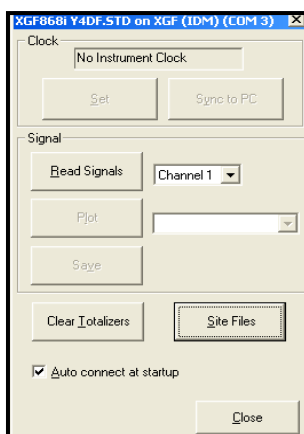 XGF868i Y4DF.STD on XGF (IDM) (COM 3)
Clock
No Instrument Clock
Set
Sync to PC
Signal
Read Signals
Channel 1
Plot
Save
Clear Totalizers
Site Files
Auto connect at startup
Close